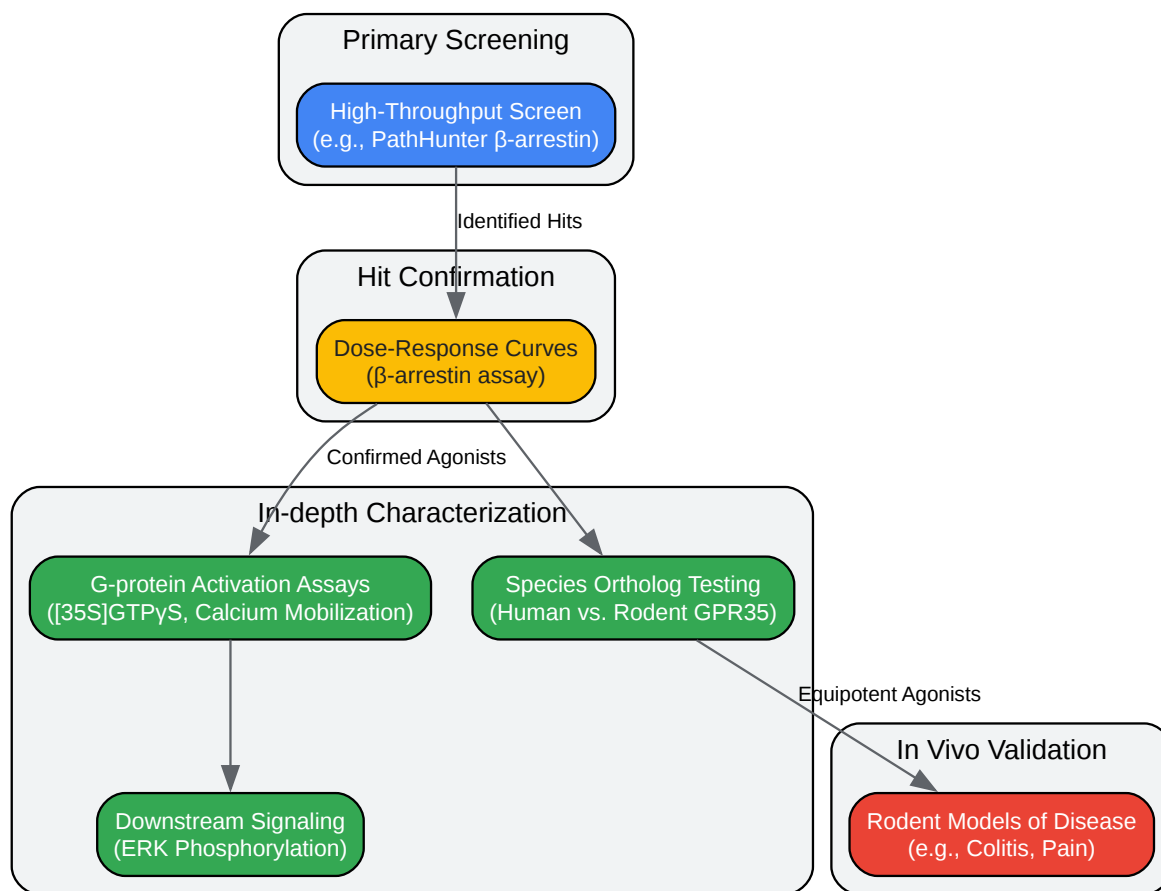 Primary Screening
High-Throughput Screen
(e.g., PathHunter β-arrestin)
Identified Hits
Hit Confirmation
Dose-Response Curves
(β-arrestin assay)
Confirmed Agonists
In-depth Characterization
G-protein Activation Assays
([35S]GTPγS, Calcium Mobilization)
Species Ortholog Testing
(Human vs. Rodent GPR35)
Equipotent Agonists
In Vivo Validation
Downstream Signaling
(ERK Phosphorylation)
Rodent Models of Disease
(e.g., Colitis, Pain)